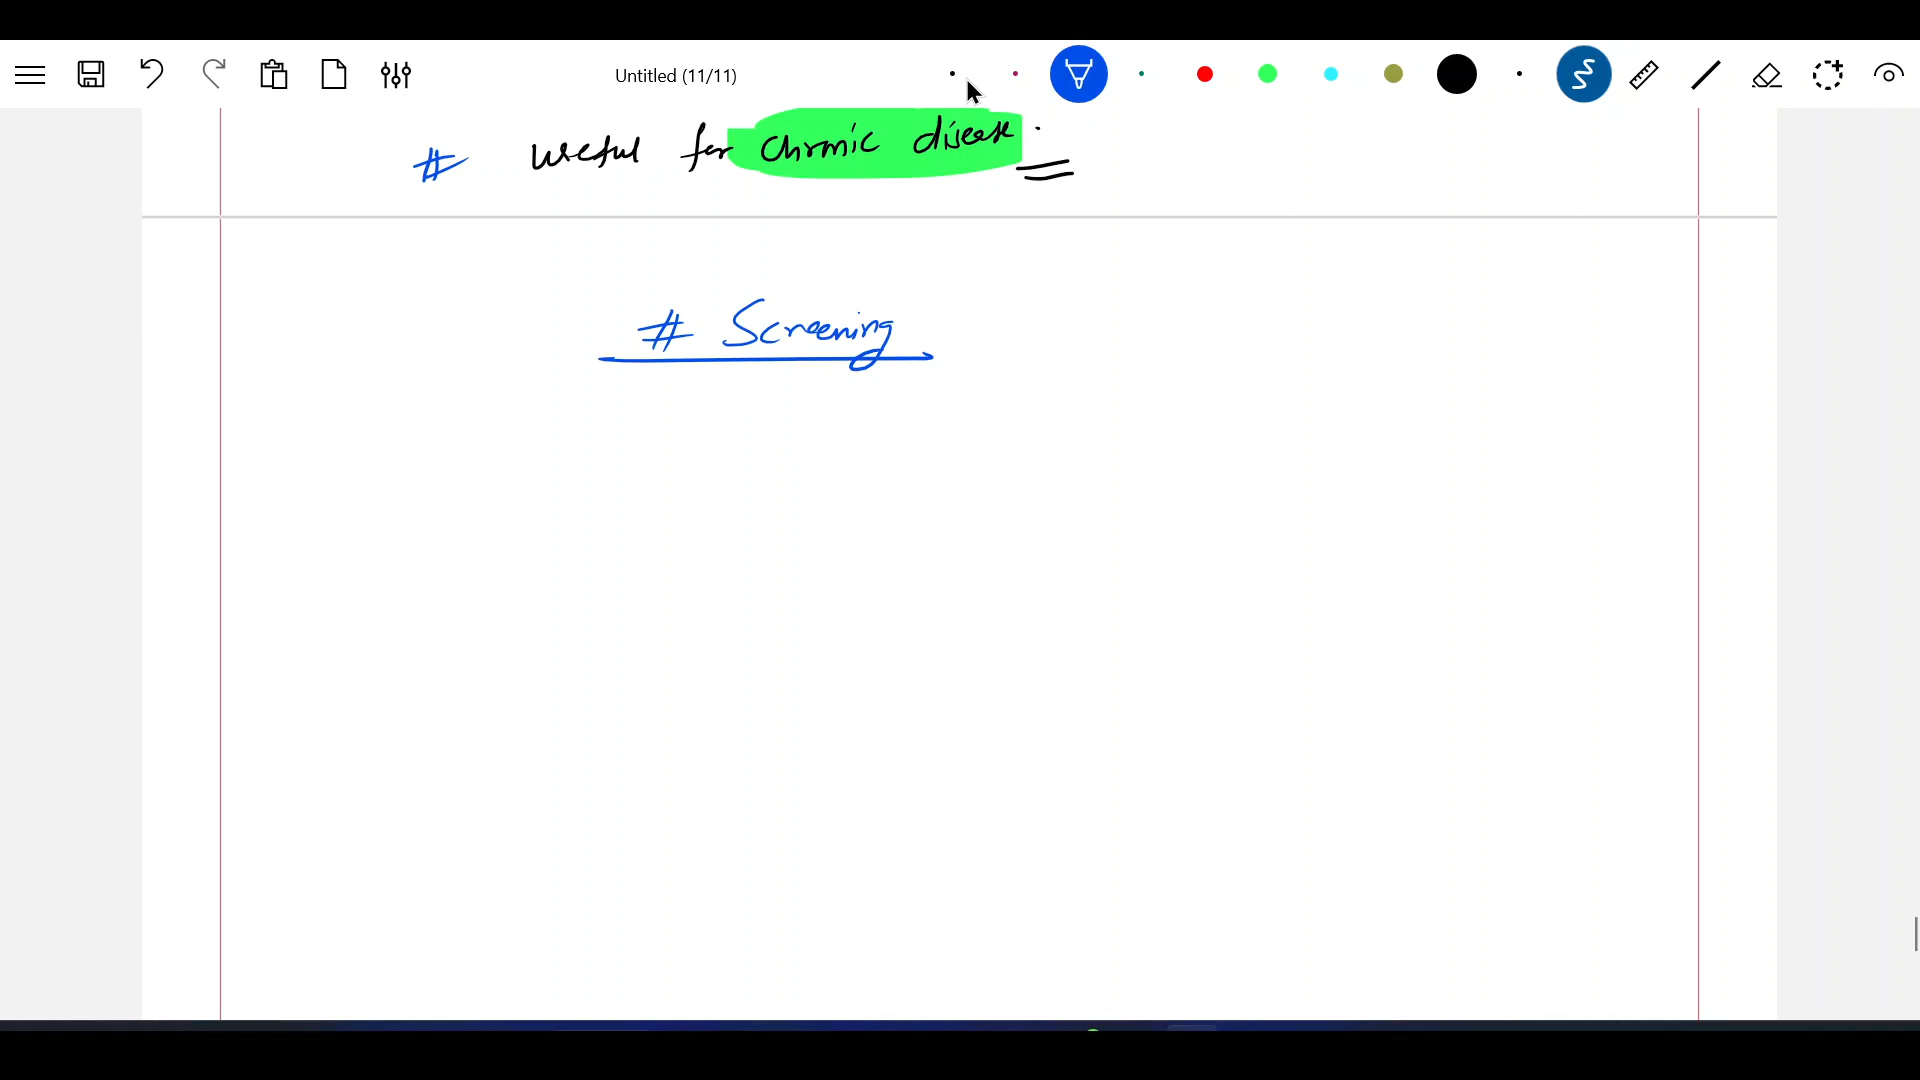 Untitled (11/11)
# Useful for Chronic disease.
# Screening